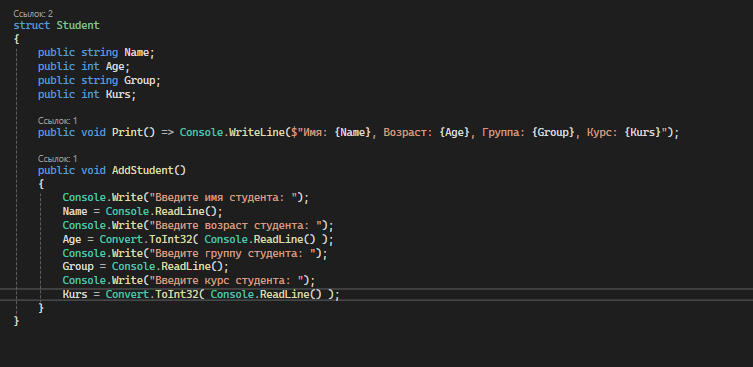 Ссылок: 2
struct Student
{
public string Name;
public int Age;
public string Group;
public int Kurs;
Ссылок: 1
public void Print() => Console.WriteLine($"Имя: {Name}, Возраст: {Age}, Группа: {Group}, Курс: {Kurs}");
Ссылок: 1
public void AddStudent()
{
Console.Write("Введите имя студента: ");
Name = Console.ReadLine();
Console.Write("Введите возраст студента: ");
Age = Convert.ToInt32( Console.ReadLine() );
Console.Write("Введите группу студента: ");
Group = Console.ReadLine();
Console.Write("Введите курс студента: ");
Kurs = Convert.ToInt32( Console.ReadLine() );
}
}